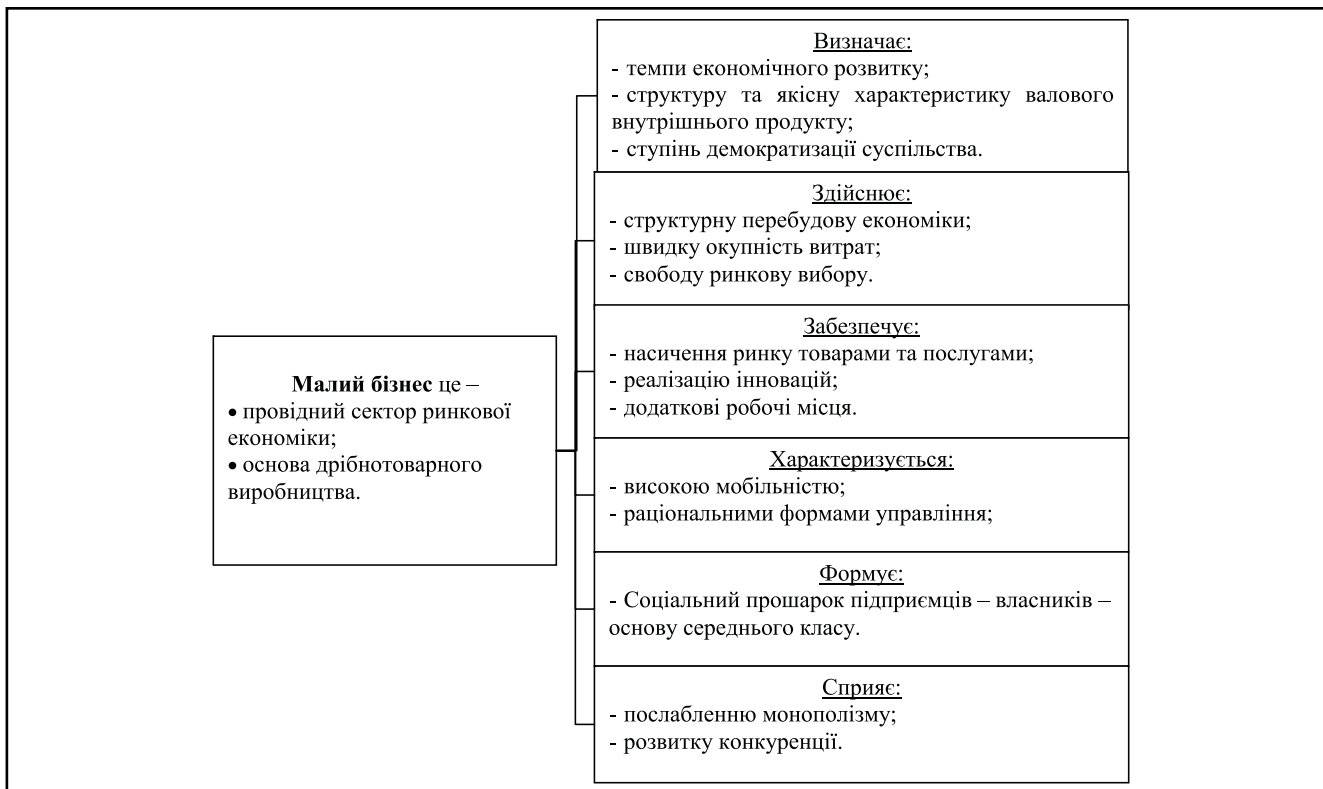 Малий бізнес це –
• провідний сектор ринкової
економіки;
• основа дрібнотоварного
виробництва.
Визначає:
- темпи економічного розвитку;
- структуру та якісну характеристику валового
внутрішнього продукту;
- ступінь демократизації суспільства.
Здійснює:
- структурну перебудову економіки;
- швидку окупність витрат;
- свободу ринкову вибору.
Забезпечує:
- насичення ринку товарами та послугами;
- реалізацію інновацій;
- додаткові робочі місця.
Характеризується:
- високою мобільністю;
- раціональними формами управління;
Формує:
- Соціальний прошарок підприємців – власників –
основу середнього класу.
Сприяє:
- послабленню монополізму;
- розвитку конкуренції.